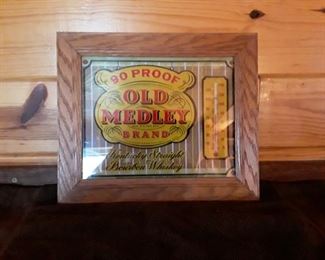 90 PROOF
OLD
MEDLEY
BRAND
Kentucky Straight
Bourbon Whiskey